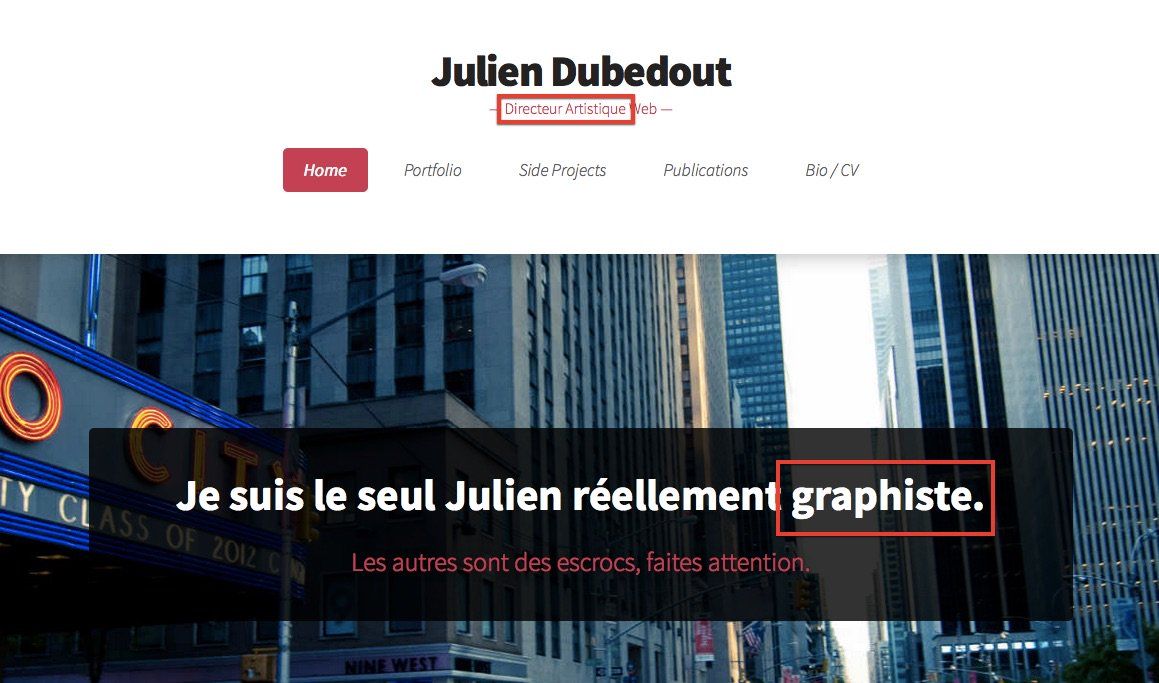 Julien Dubedout
— Directeur Artistique Web —
Home
Portfolio
Side Projects
Publications
Bio / CV
O CITY
TY CLASS OF 2012 C
Je suis le seul Julien réellement graphiste.
Les autres sont des escrocs, faites attention.
NINE WEST